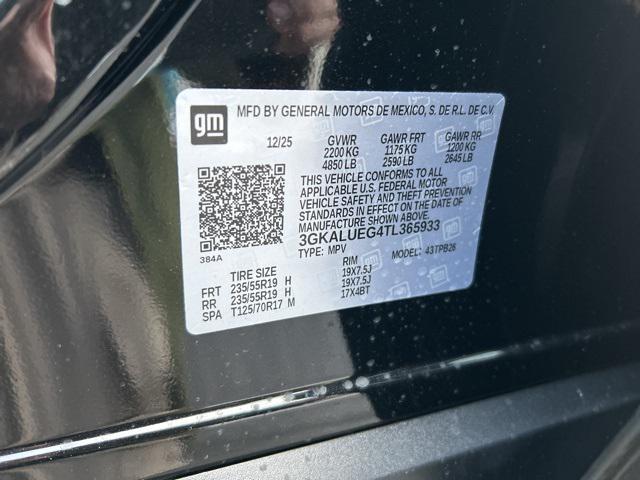 gm
MFD BY GENERAL MOTORS DE MEXICO, S. DE R.L. DE C.V.
12/25 GVWR GAWR FRT GAWR RR
2200 KG 1175 KG 1200 KG
4850 LB 2590 LB 2645 LB
THIS VEHICLE CONFORMS TO ALL
APPLICABLE U.S. FEDERAL MOTOR
VEHICLE SAFETY AND THEFT PREVENTION
STANDARDS IN EFFECT ON THE DATE OF
MANUFACTURE SHOWN ABOVE.
3GKALUEG4TL365933
384A TYPE: MPV MODEL: 43TPB26
TIRE SIZE RIM
FRT 235/55R19 H 19X7.5J
RR 235/55R19 H 19X7.5J
SPA T125/70R17 M 17X4BT